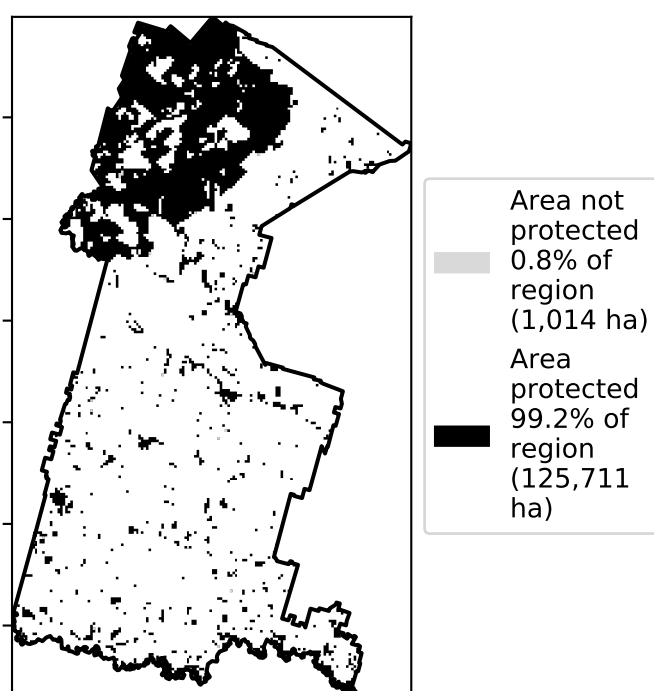 Area not
protected
0.8% of
region
(1,014 ha)
Area
protected
99.2% of
region
(125,711
ha)